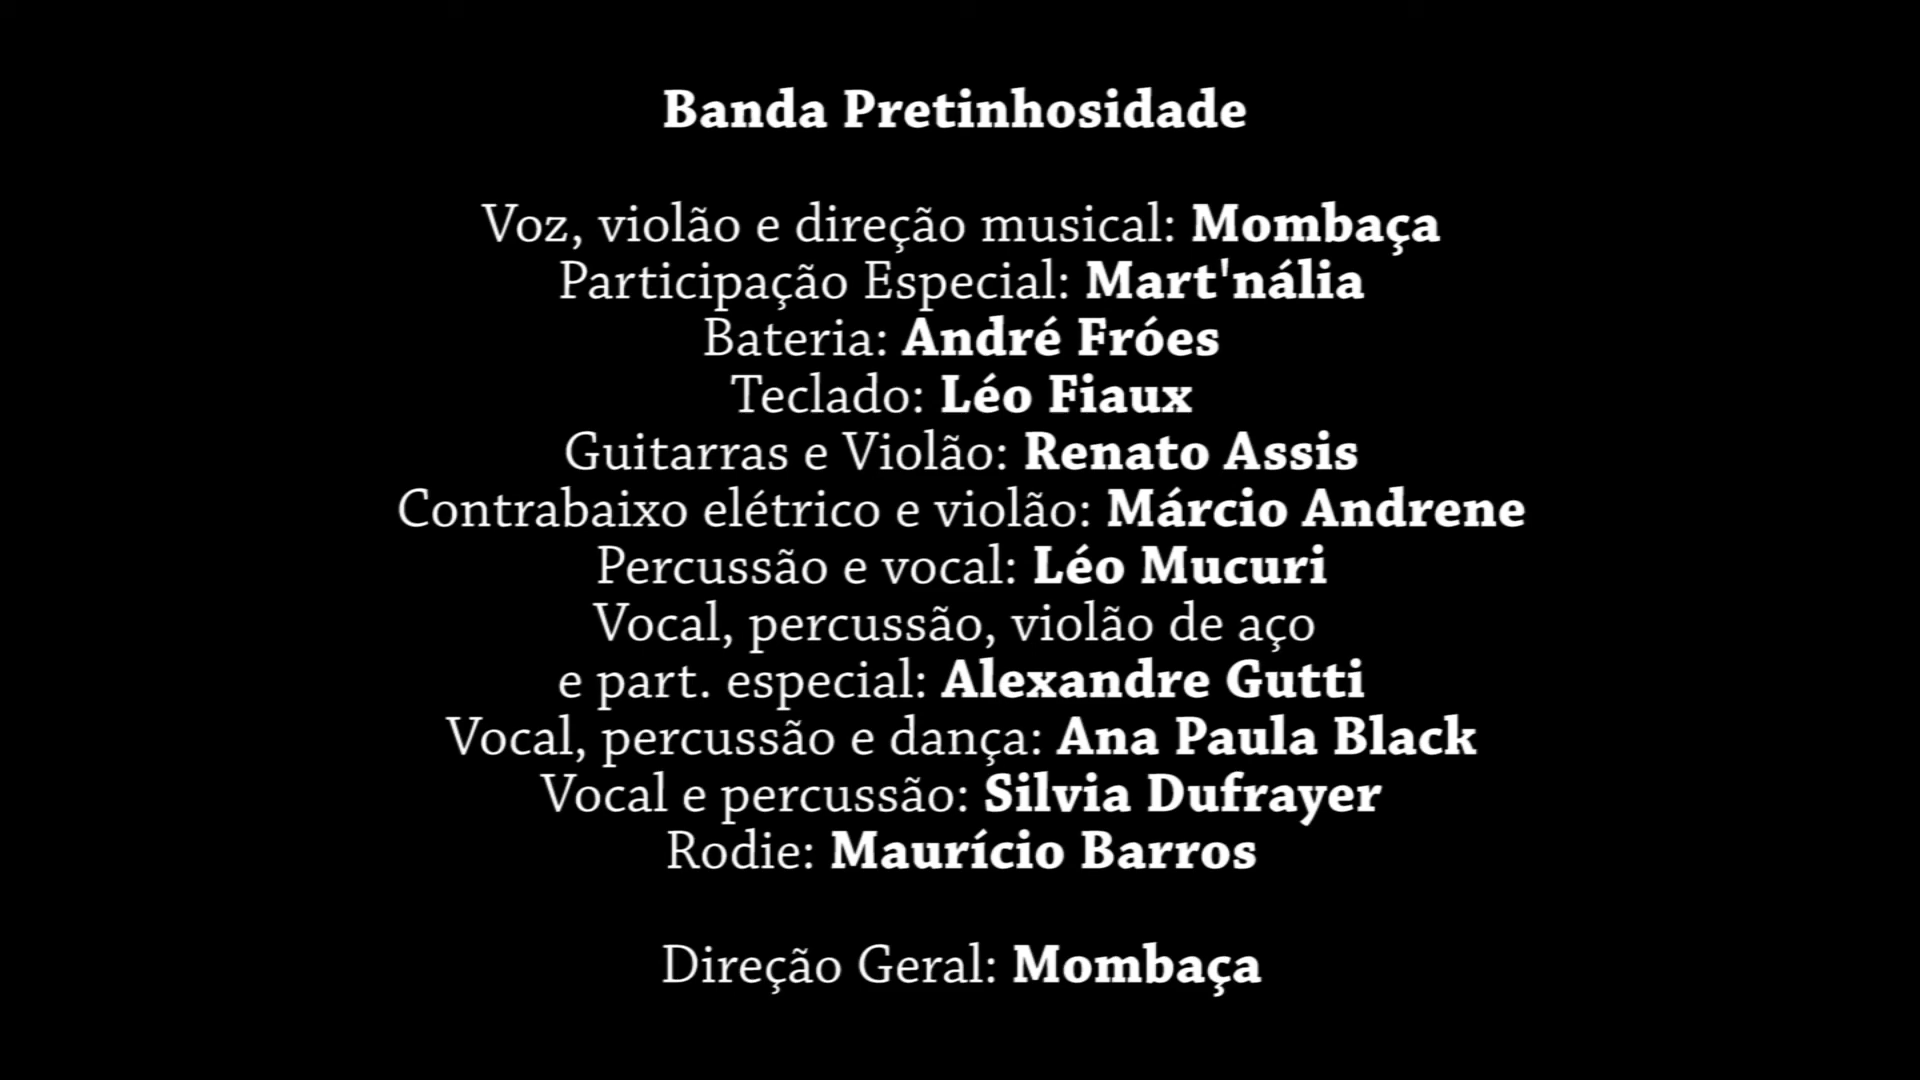 Banda Pretinhosidade
Voz, violão e direção musical: Mombaça
Participação Especial: Mart'nália
Bateria: André Fróes
Teclado: Léo Fiaux
Guitarras e Violão: Renato Assis
Contrabaixo elétrico e violão: Márcio Andrene
Percussão e vocal: Léo Mucuri
Vocal, percussão, violão de aço
e part. especial: Alexandre Gutti
Vocal, percussão e dança: Ana Paula Black
Vocal e percussão: Silvia Dufrayer
Rodie: Maurício Barros
Direção Geral: Mombaça